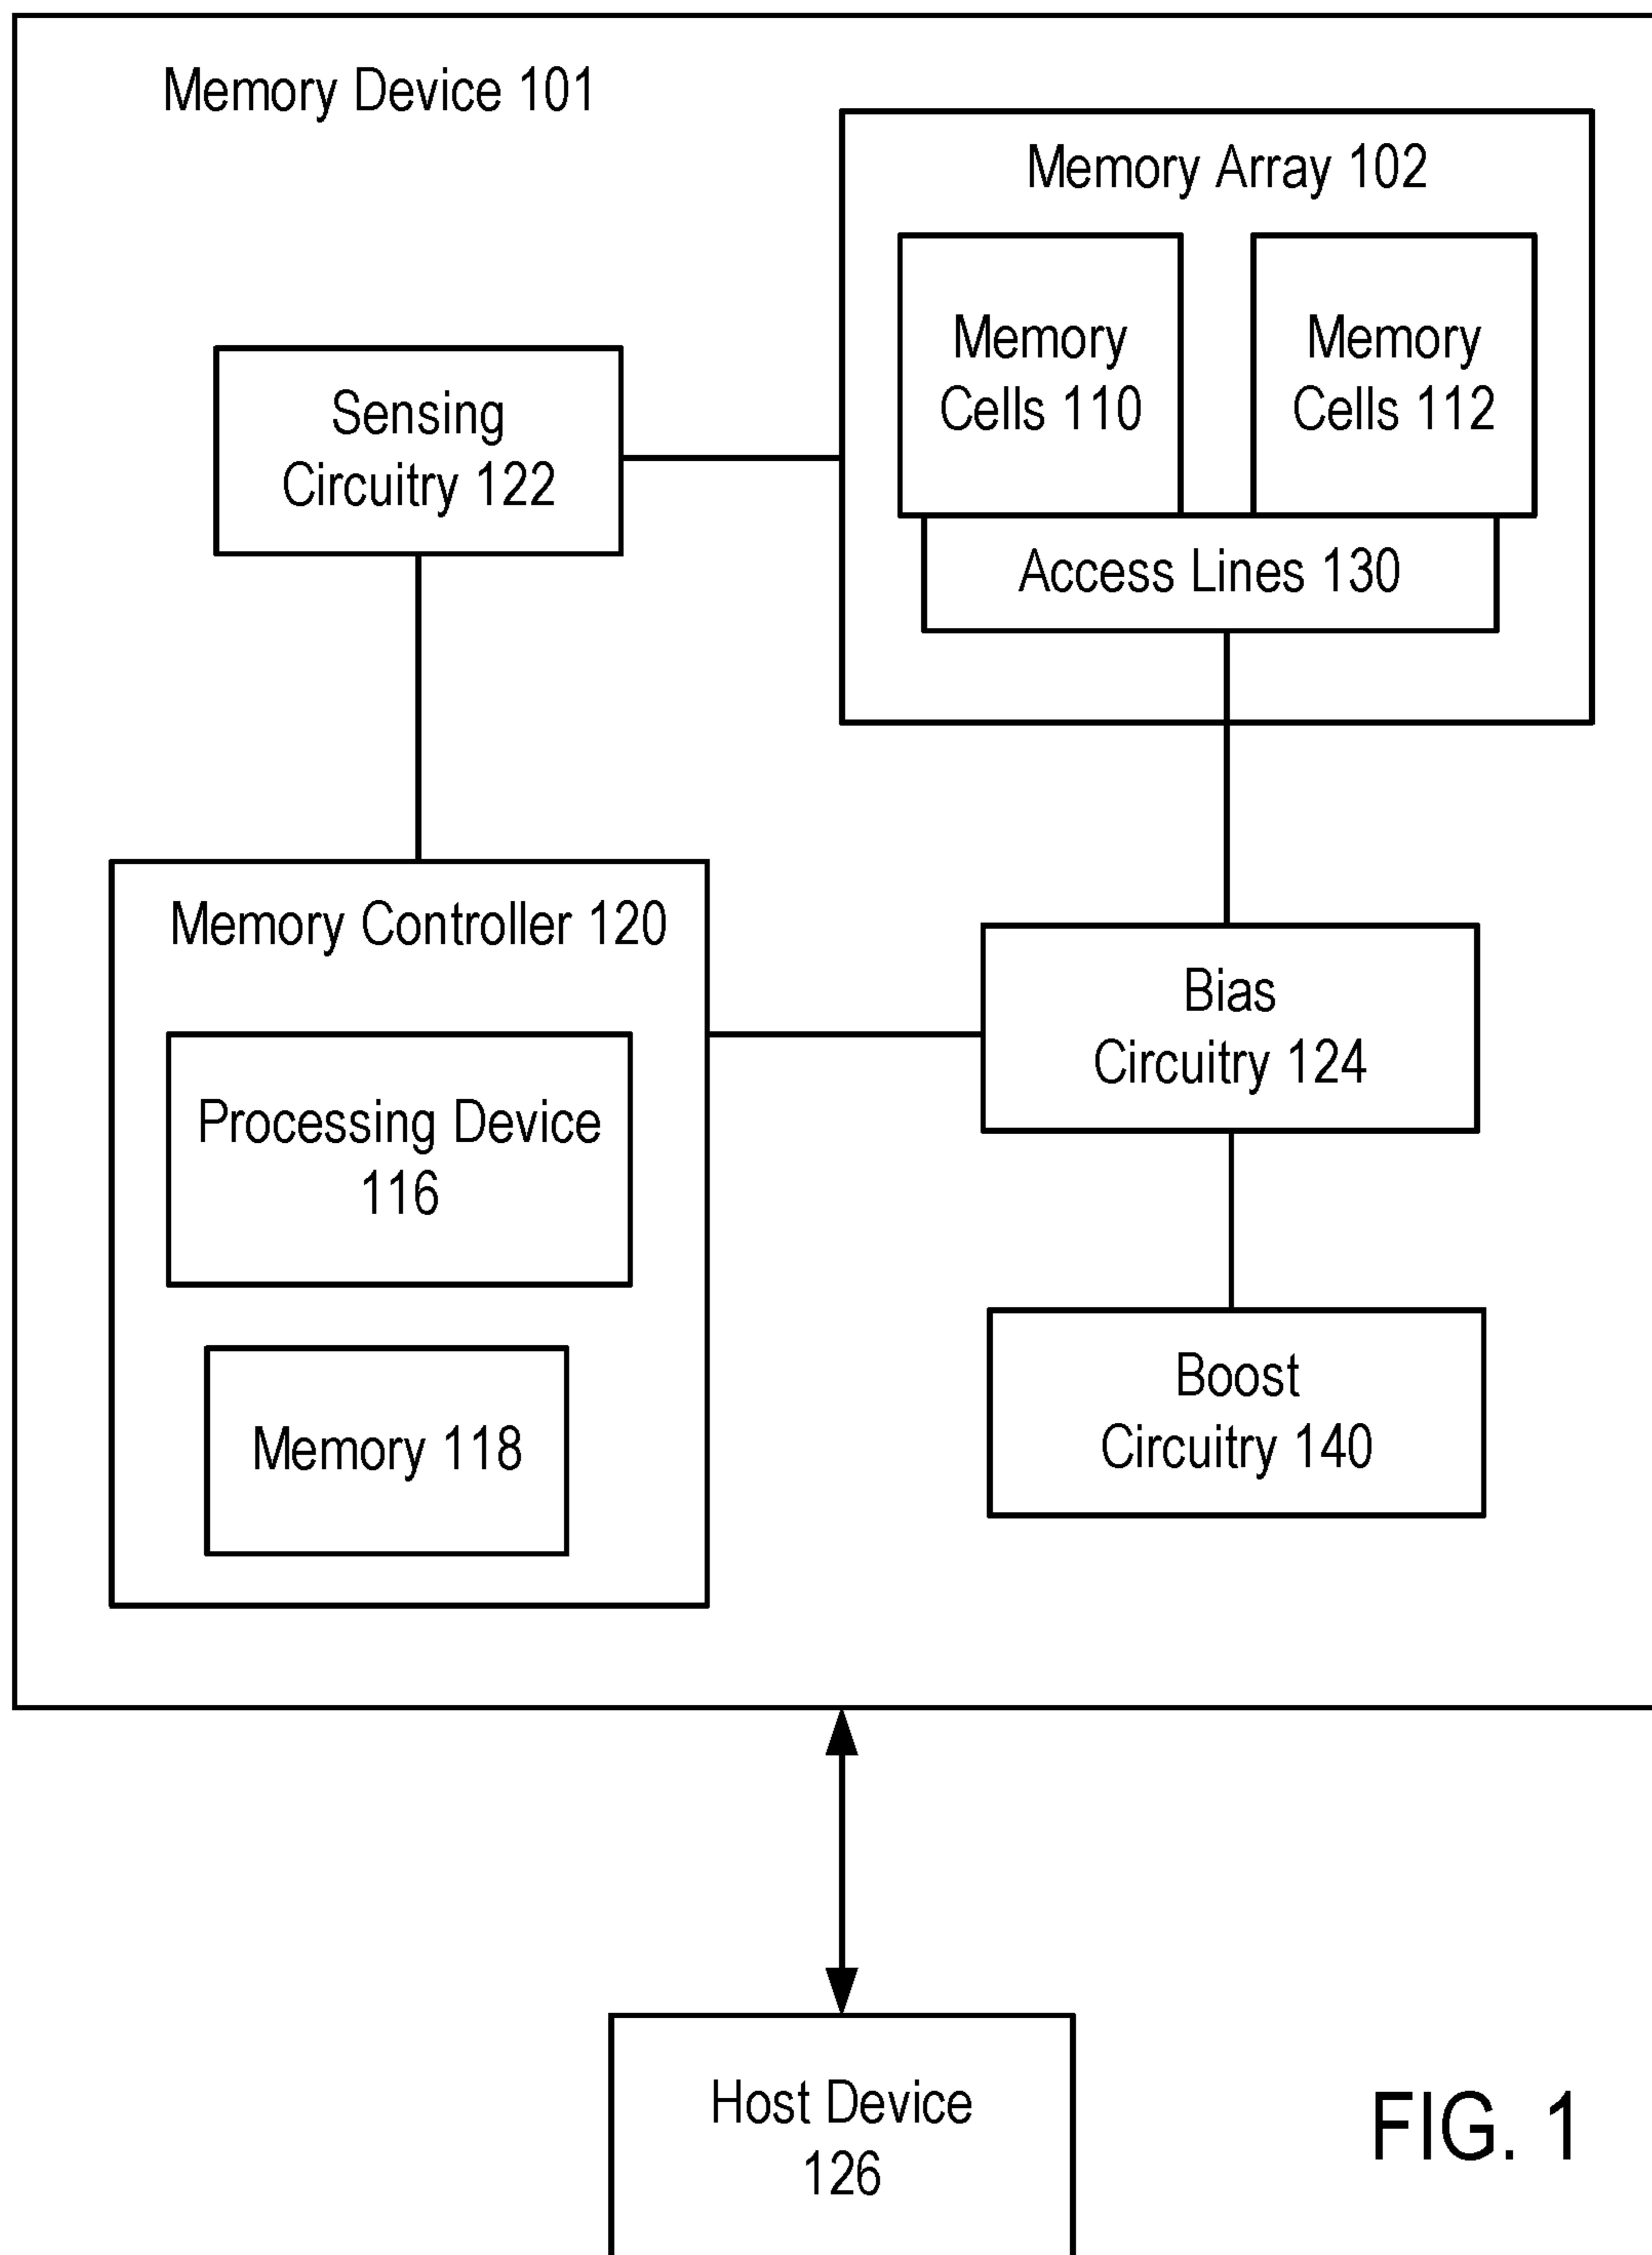 Memory Device 101
Memory Array 102
Memory
Cells 110
Memory
Cells 112
Sensing
Circuitry 122
Access Lines 130
Memory Controller 120
Bias
Circuitry 124
Processing Device
116
Boost
Circuitry 140
Memory 118
Host Device
126
FIG. 1